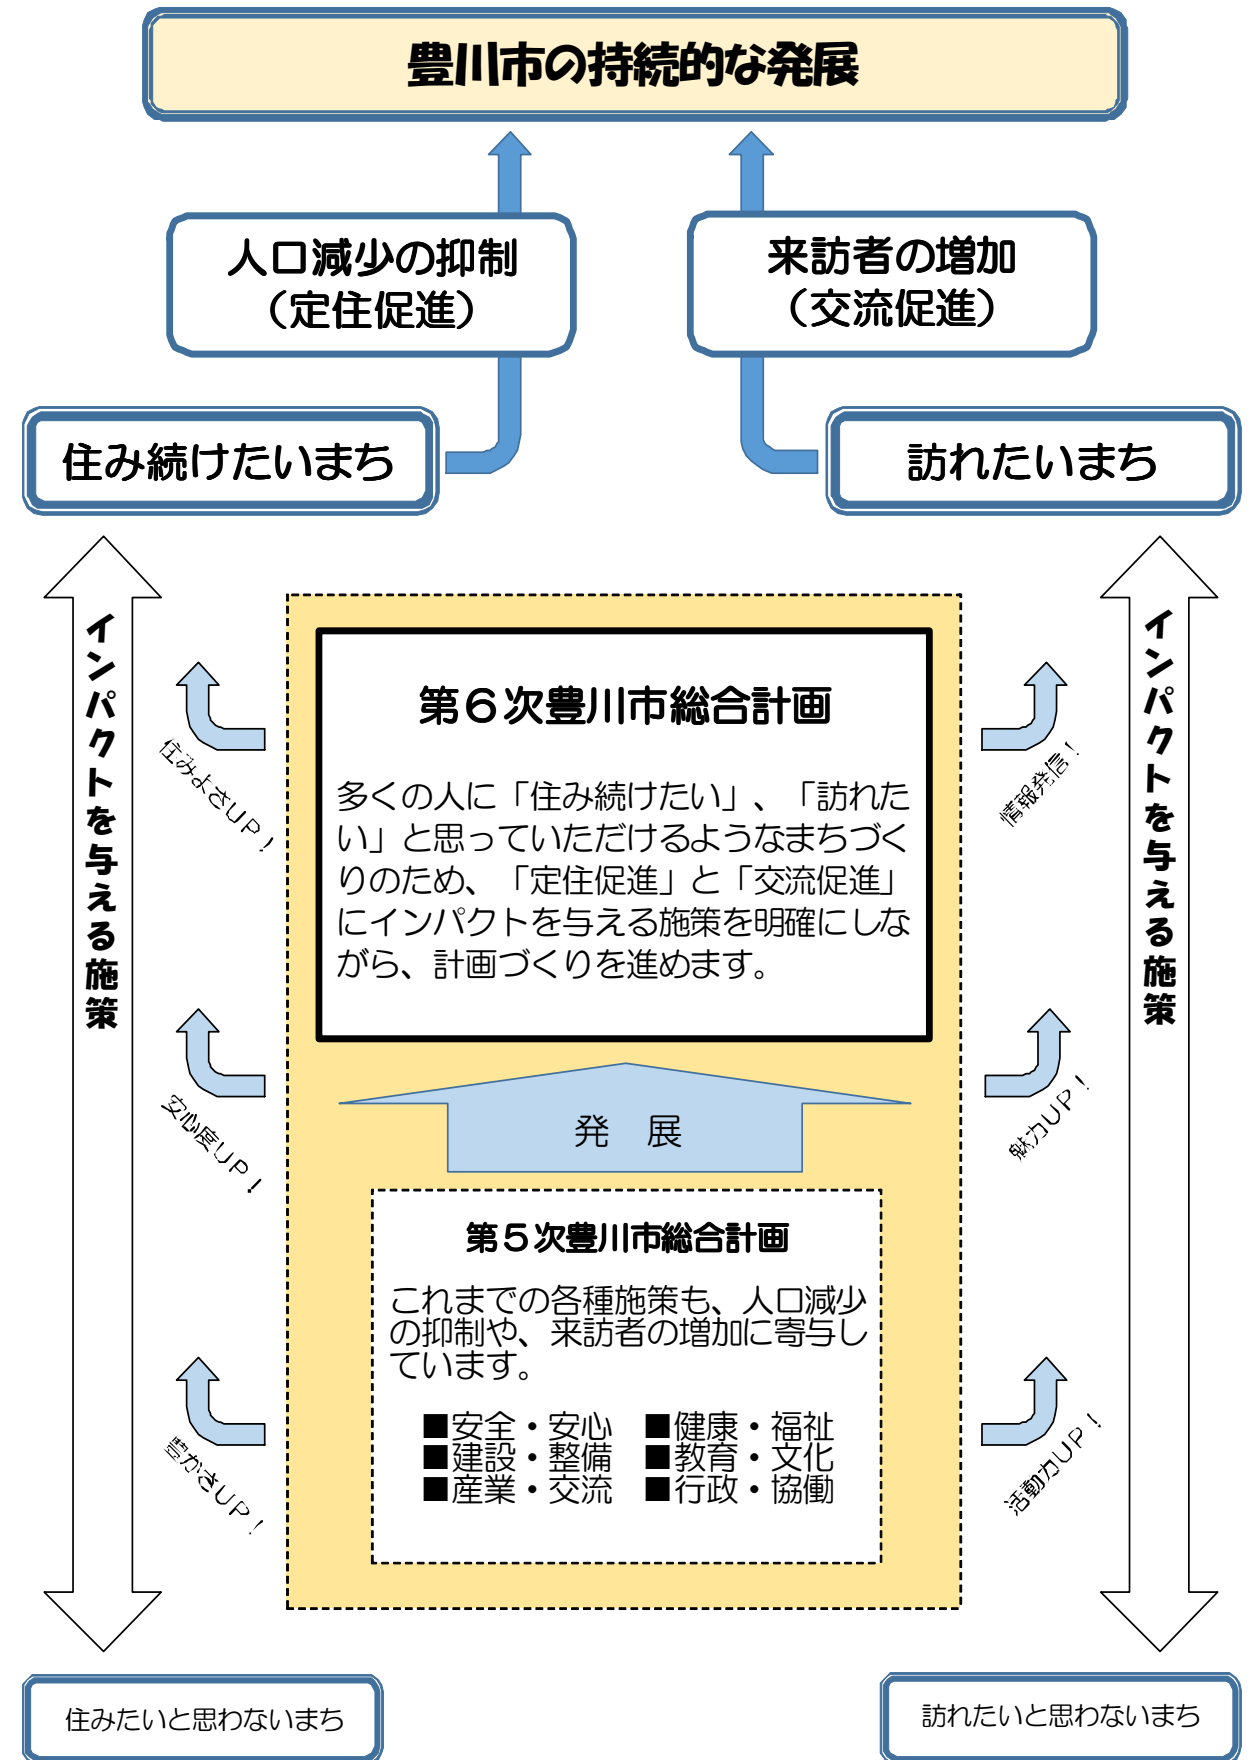 豊川市の持続的な発展
人口減少の抑制
（定住促進）
来訪者の増加
（交流促進）
住み続けたいまち
訪れたいまち
インパクトを与える施策
住みよさUP！
安心度UP！
豊かさUP！
第６次豊川市総合計画
多くの人に「住み続けたい」、「訪れた
い」と思っていただけるようなまちづく
りのため、「定住促進」と「交流促進」
にインパクトを与える施策を明確にしな
がら、計画づくりを進めます。
発　展
第５次豊川市総合計画
これまでの各種施策も、人口減少
の抑制や、来訪者の増加に寄与し
ています。
■安全・安心　■健康・福祉
■建設・整備　■教育・文化
■産業・交流　■行政・協働
情報発信！
魅力UP！
活動力UP！
インパクトを与える施策
住みたいと思わないまち
訪れたいと思わないまち